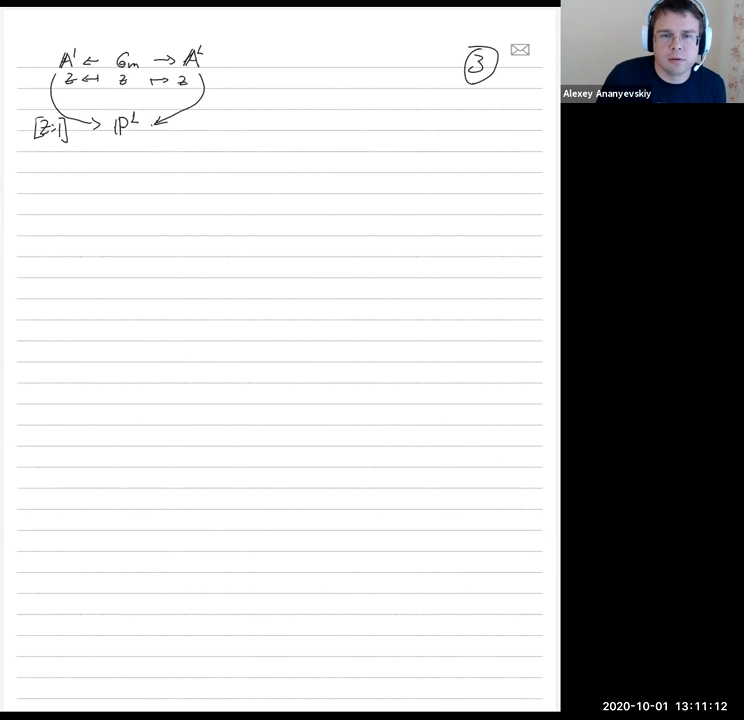 𝔸¹ ← 𝔾m → 𝔸¹ ③
z ↤ z ↦ z
[z:1] → ℙ¹ ←
Alexey Ananyevskiy
2020-10-01 13:11:12